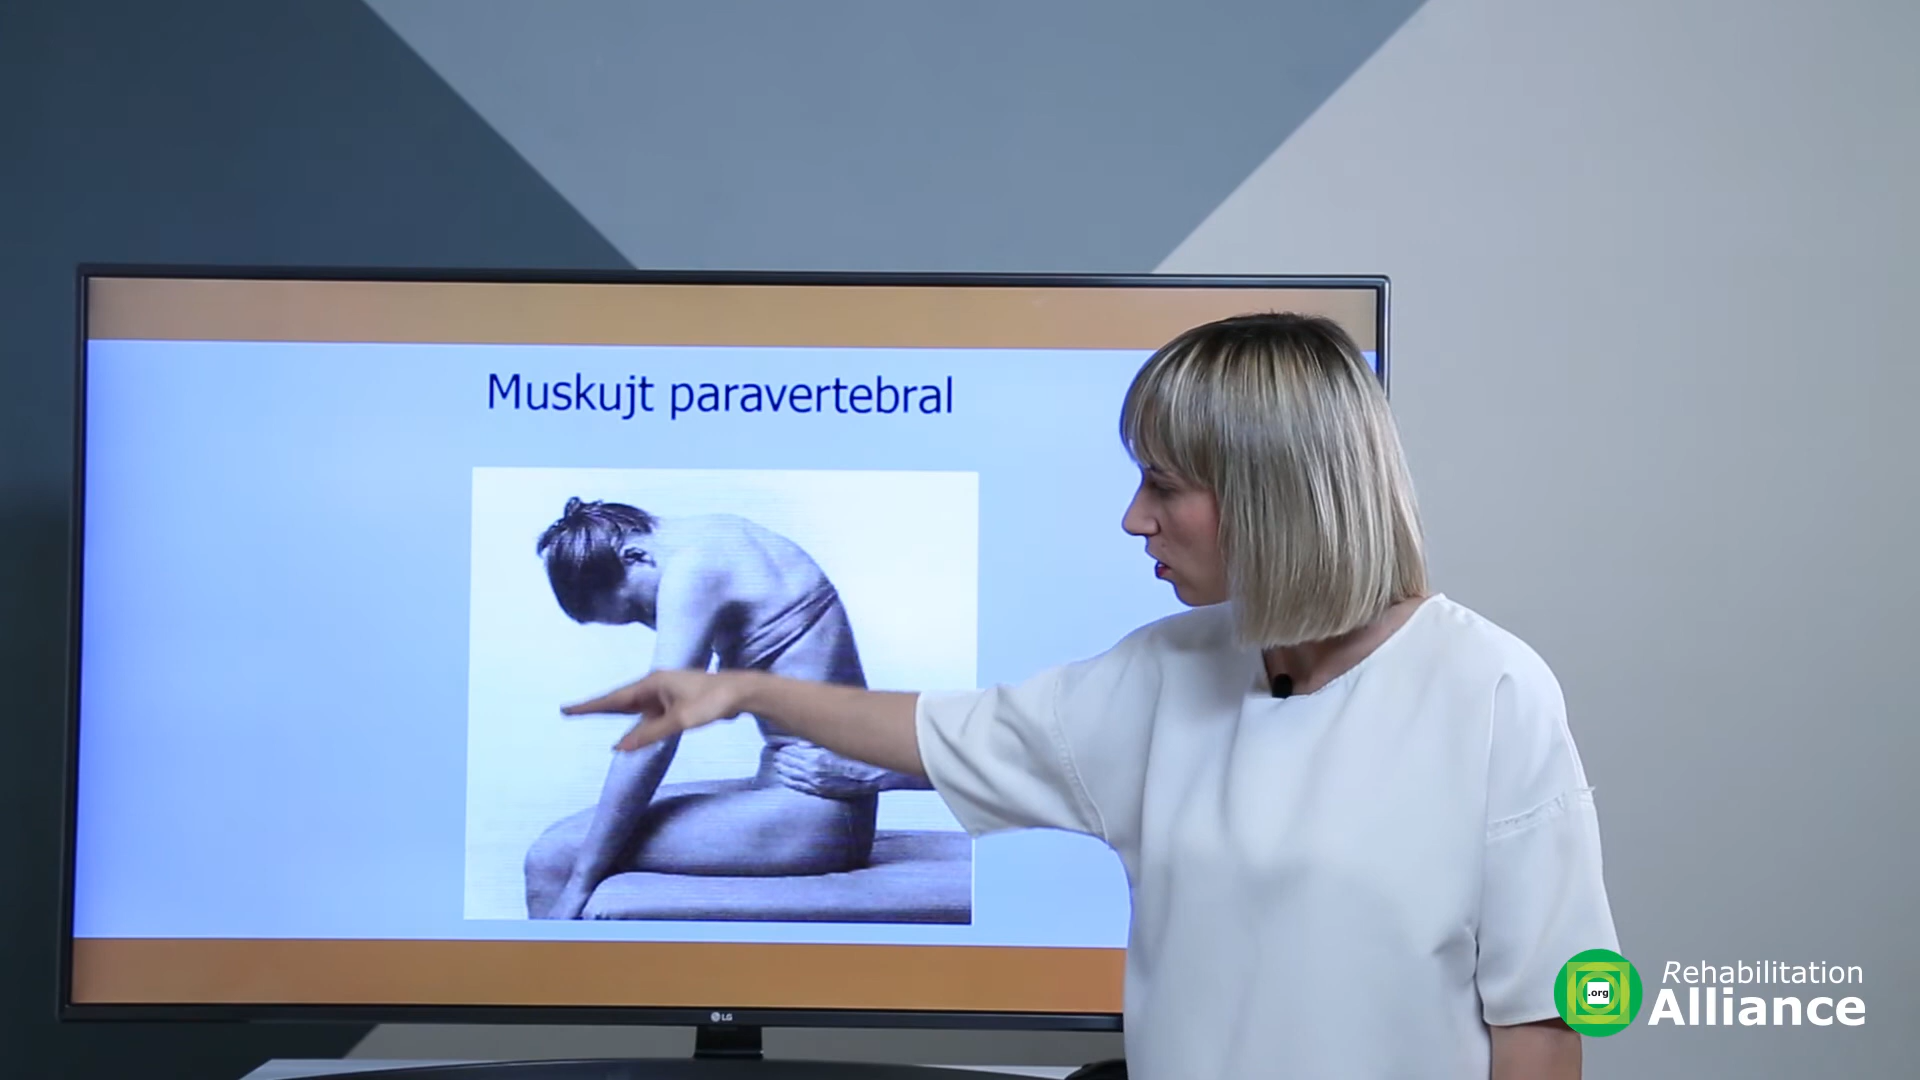 Muskujt paravertebral
LG
.org
Rehabilitation
Alliance